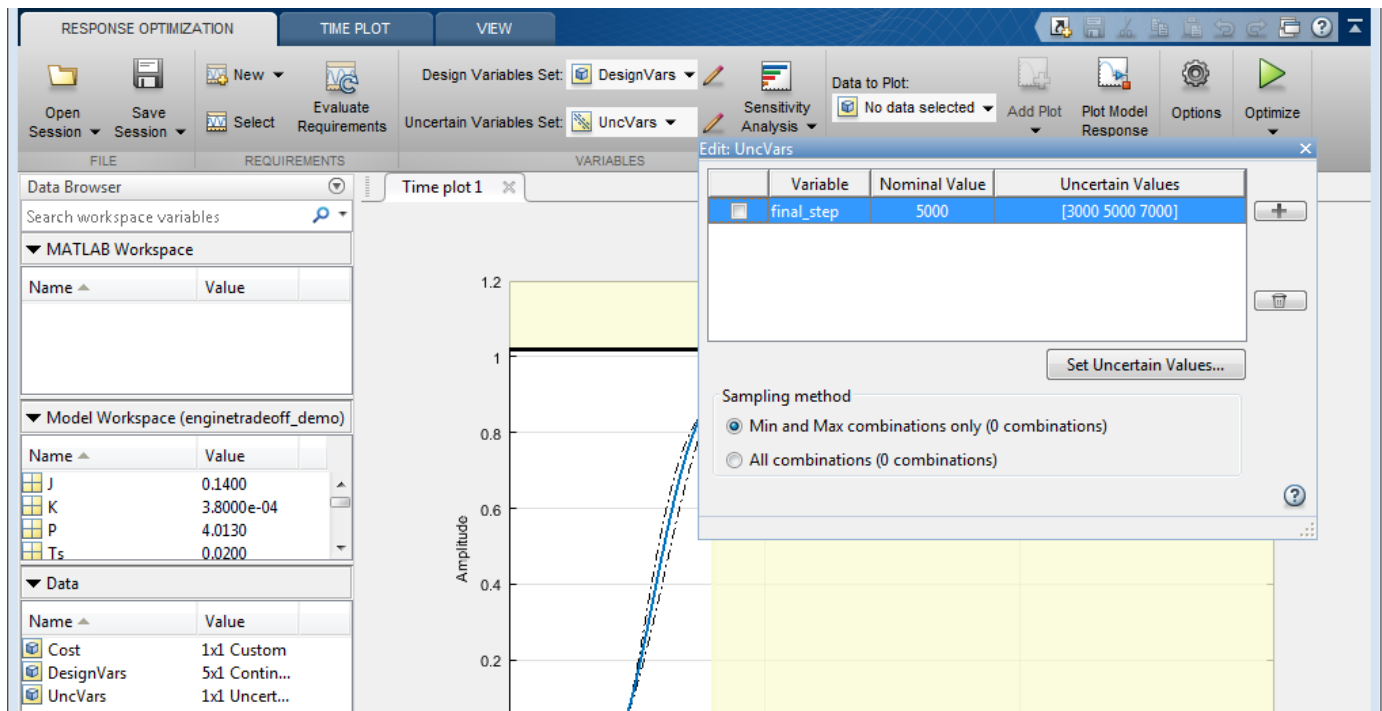 RESPONSE OPTIMIZATION TIME PLOT VIEW
Open Session Save Session
New
Select
Evaluate Requirements
Design Variables Set: DesignVars
Uncertain Variables Set: UncVars
Sensitivity Analysis
Data to Plot:
No data selected
Add Plot
Plot Model Response
Options
Optimize
FILE REQUIREMENTS VARIABLES
Edit: UncVars
Variable Nominal Value Uncertain Values
final_step 5000 [3000 5000 7000]
Set Uncertain Values...
Sampling method
Min and Max combinations only (0 combinations)
All combinations (0 combinations)
Data Browser
Search workspace variables
MATLAB Workspace
Name Value
Model Workspace (enginetradeoff_demo)
Name Value
J 0.1400
K 3.8000e-04
P 4.0130
Ts 0.0200
Data
Name Value
Cost 1x1 Custom
DesignVars 5x1 Contin...
UncVars 1x1 Uncert...
Time plot 1
1.2
1
0.8
0.6
0.4
0.2
Amplitude